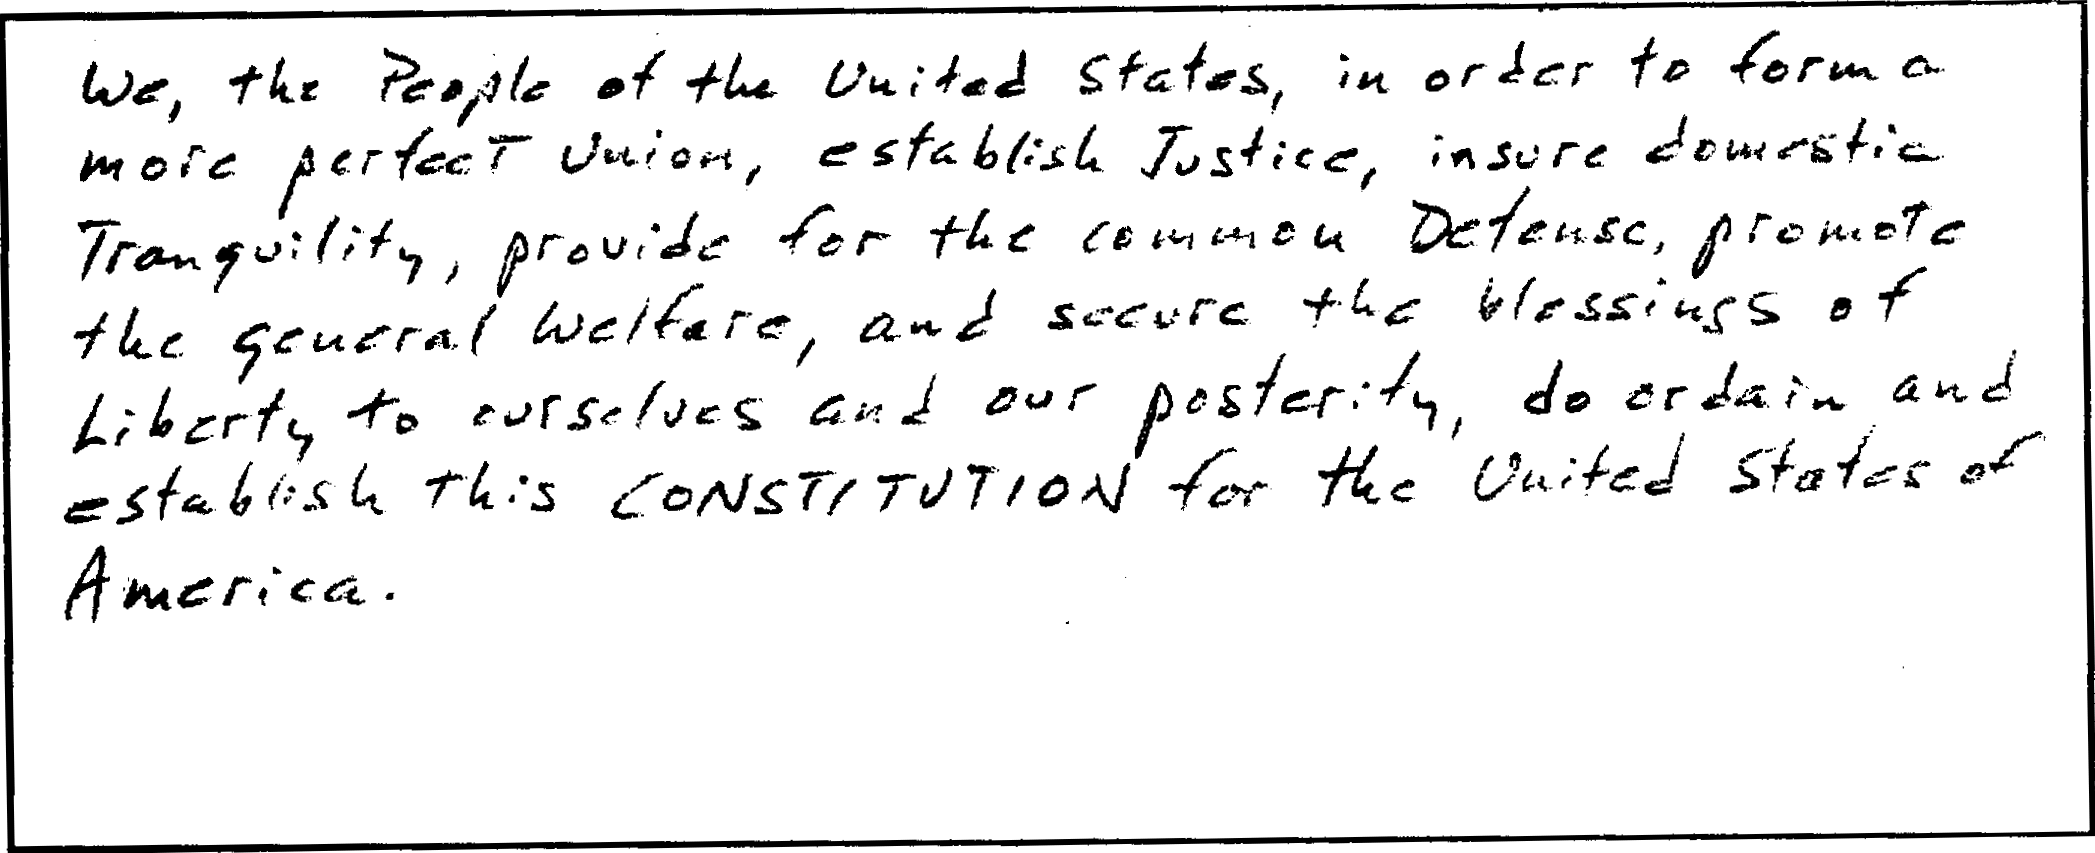 We, the People of the United States, in order to form a
more perfect Union, establish Justice, insure domestic
Tranquility, provide for the common Defense, promote
the general Welfare, and secure the blessings of
Liberty to ourselves and our posterity, do ordain and
establish this CONSTITUTION for the United States of
America.